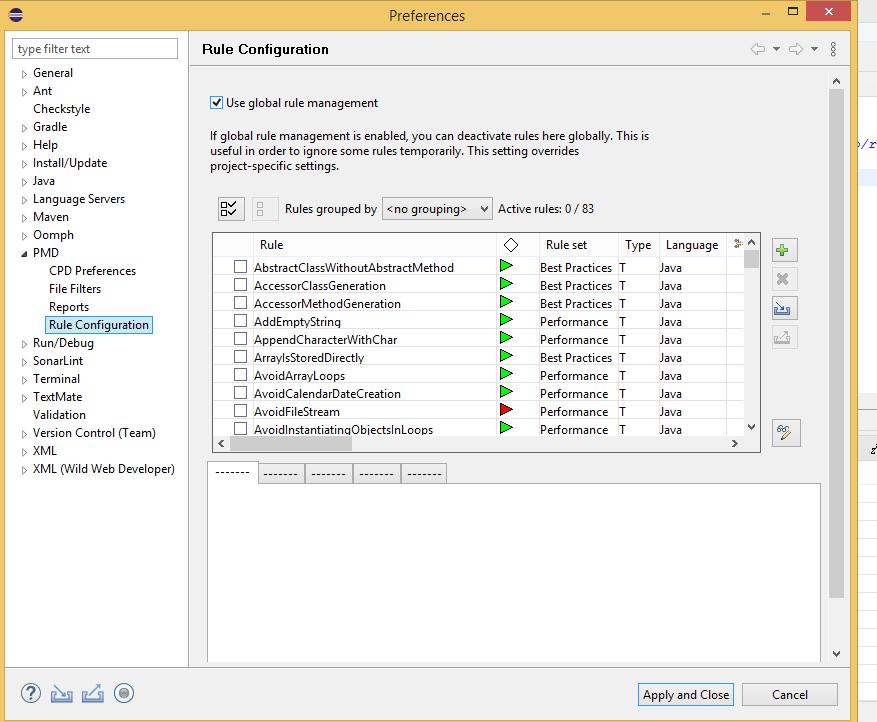 Preferences
type filter text
General
Ant
Checkstyle
Gradle
Help
Install/Update
Java
Language Servers
Maven
Oomph
PMD
CPD Preferences
File Filters
Reports
Rule Configuration
Run/Debug
SonarLint
Terminal
TextMate
Validation
Version Control (Team)
XML
XML (Wild Web Developer)
Rule Configuration
Use global rule management
If global rule management is enabled, you can deactivate rules here globally. This is
useful in order to ignore some rules temporarily. This setting overrides
project-specific settings.
Rules grouped by <no grouping> Active rules: 0 / 83
Rule Rule set Type Language
AbstractClassWithoutAbstractMethod Best Practices T Java
AccessorClassGeneration Best Practices T Java
AccessorMethodGeneration Best Practices T Java
AddEmptyString Performance T Java
AppendCharacterWithChar Performance T Java
ArrayIsStoredDirectly Best Practices T Java
AvoidArrayLoops Performance T Java
AvoidCalendarDateCreation Performance T Java
AvoidFileStream Performance T Java
AvoidInstantiatingObjectsInLoops Performance T Java
------- ------- ------- ------- -------
Apply and Close Cancel